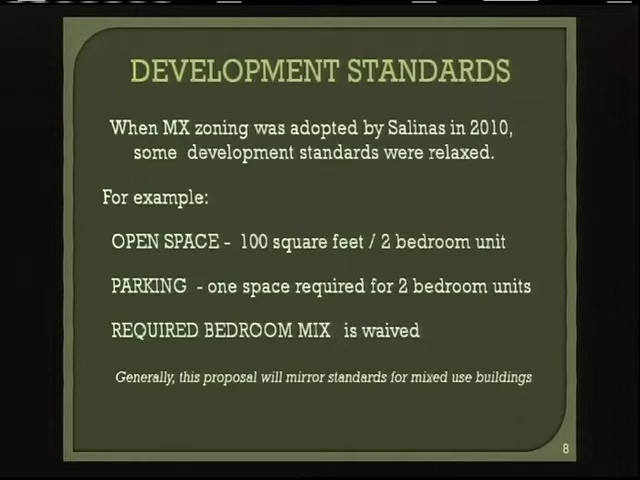 DEVELOPMENT STANDARDS
When MX zoning was adopted by Salinas in 2010,
some development standards were relaxed.
For example:
OPEN SPACE - 100 square feet / 2 bedroom unit
PARKING - one space required for 2 bedroom units
REQUIRED BEDROOM MIX is waived
Generally, this proposal will mirror standards for mixed use buildings
8